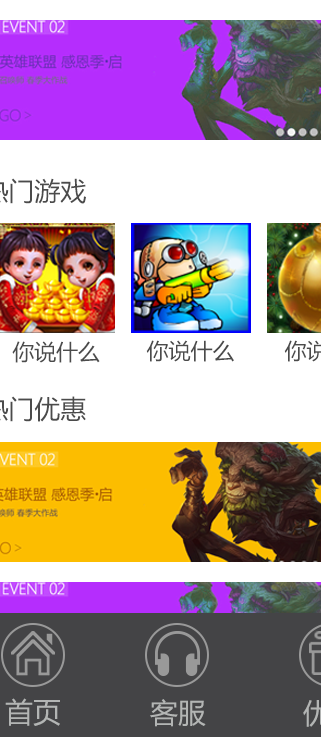 EVENT 02
英雄联盟 感恩季·启
GO >
热门游戏
你说什么
你说什么
你说
热门优惠
EVENT 02
英雄联盟 感恩季·启
换师 春季大作战
O >
EVENT 02
首页
客服
优